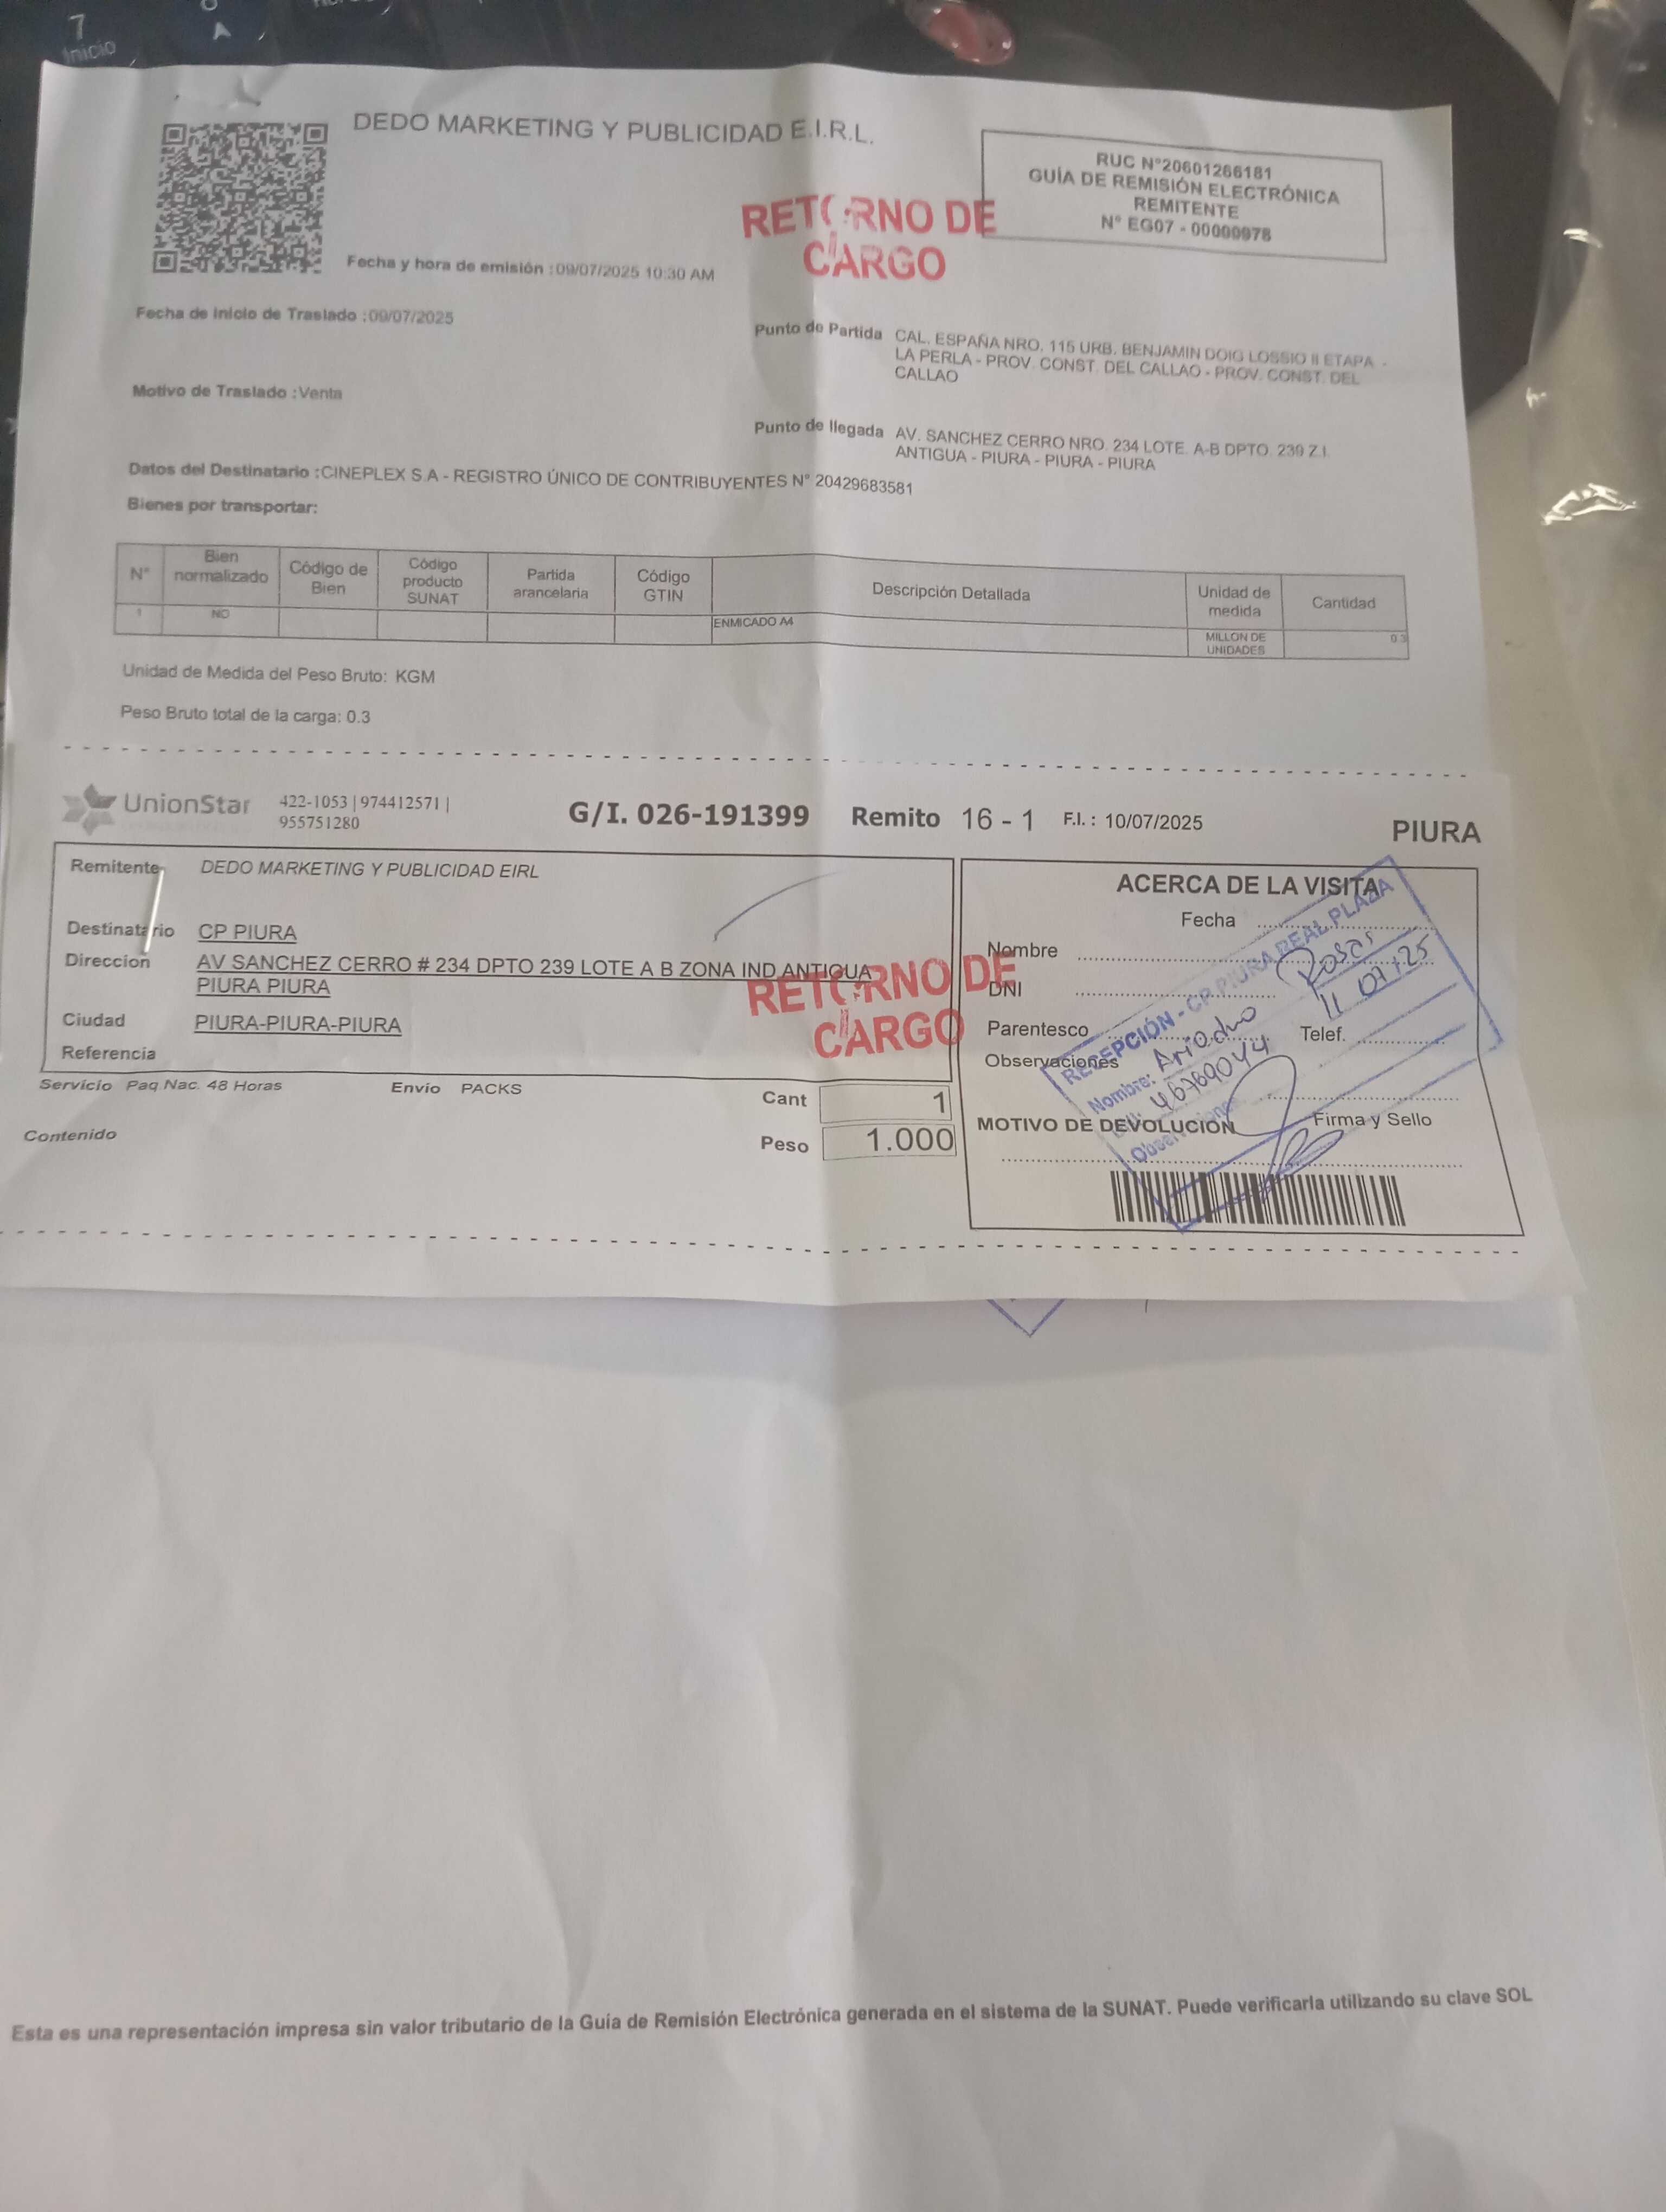 7
Inicio
A
DEDO MARKETING Y PUBLICIDAD E.I.R.L.
RUC N°20601266181
GUÍA DE REMISIÓN ELECTRÓNICA
REMITENTE
N° EG07 - 00000978
RETORNO DE
CARGO
Fecha y hora de emisión : 09/07/2025 10:30 AM
Fecha de inicio de Traslado : 09/07/2025
Punto de Partida CAL. ESPAÑA NRO. 115 URB. BENJAMIN DOIG LOSSIO II ETAPA -
LA PERLA - PROV. CONST. DEL CALLAO - PROV. CONST. DEL
CALLAO
Motivo de Traslado : Venta
Punto de llegada AV. SANCHEZ CERRO NRO. 234 LOTE. A-B DPTO. 239 Z.I.
ANTIGUA - PIURA - PIURA - PIURA
Datos del Destinatario : CINEPLEX S.A - REGISTRO ÚNICO DE CONTRIBUYENTES N° 20429683581
Bienes por transportar:
N° Bien normalizado Código de Bien Código producto SUNAT Partida arancelaria Código GTIN Descripción Detallada Unidad de medida Cantidad
1 NO ENMICADO A4 MILLON DE UNIDADES 0.3
Unidad de Medida del Peso Bruto: KGM
Peso Bruto total de la carga: 0.3
UnionStar 422-1053 | 974412571 |
955751280
G/I. 026-191399 Remito 16 - 1 F.I. : 10/07/2025 PIURA
Remitente DEDO MARKETING Y PUBLICIDAD EIRL
Destinatario CP PIURA
Direccion AV SANCHEZ CERRO # 234 DPTO 239 LOTE A B ZONA IND ANTIGUA
PIURA PIURA
Ciudad PIURA-PIURA-PIURA
Referencia
RETORNO DE
CARGO
Servicio Paq Nac. 48 Horas Envio PACKS
Cant 1
Contenido
Peso 1.000
ACERCA DE LA VISITA
Fecha
Nombre
DNI
Parentesco Telef.
Observaciones
Firma y Sello
MOTIVO DE DEVOLUCION
RECEPCIÓN - CP. PIURA REAL PLAZA
Nombre:
46789044
11 07/25
Esta es una representación impresa sin valor tributario de la Guía de Remisión Electrónica generada en el sistema de la SUNAT. Puede verificarla utilizando su clave SOL